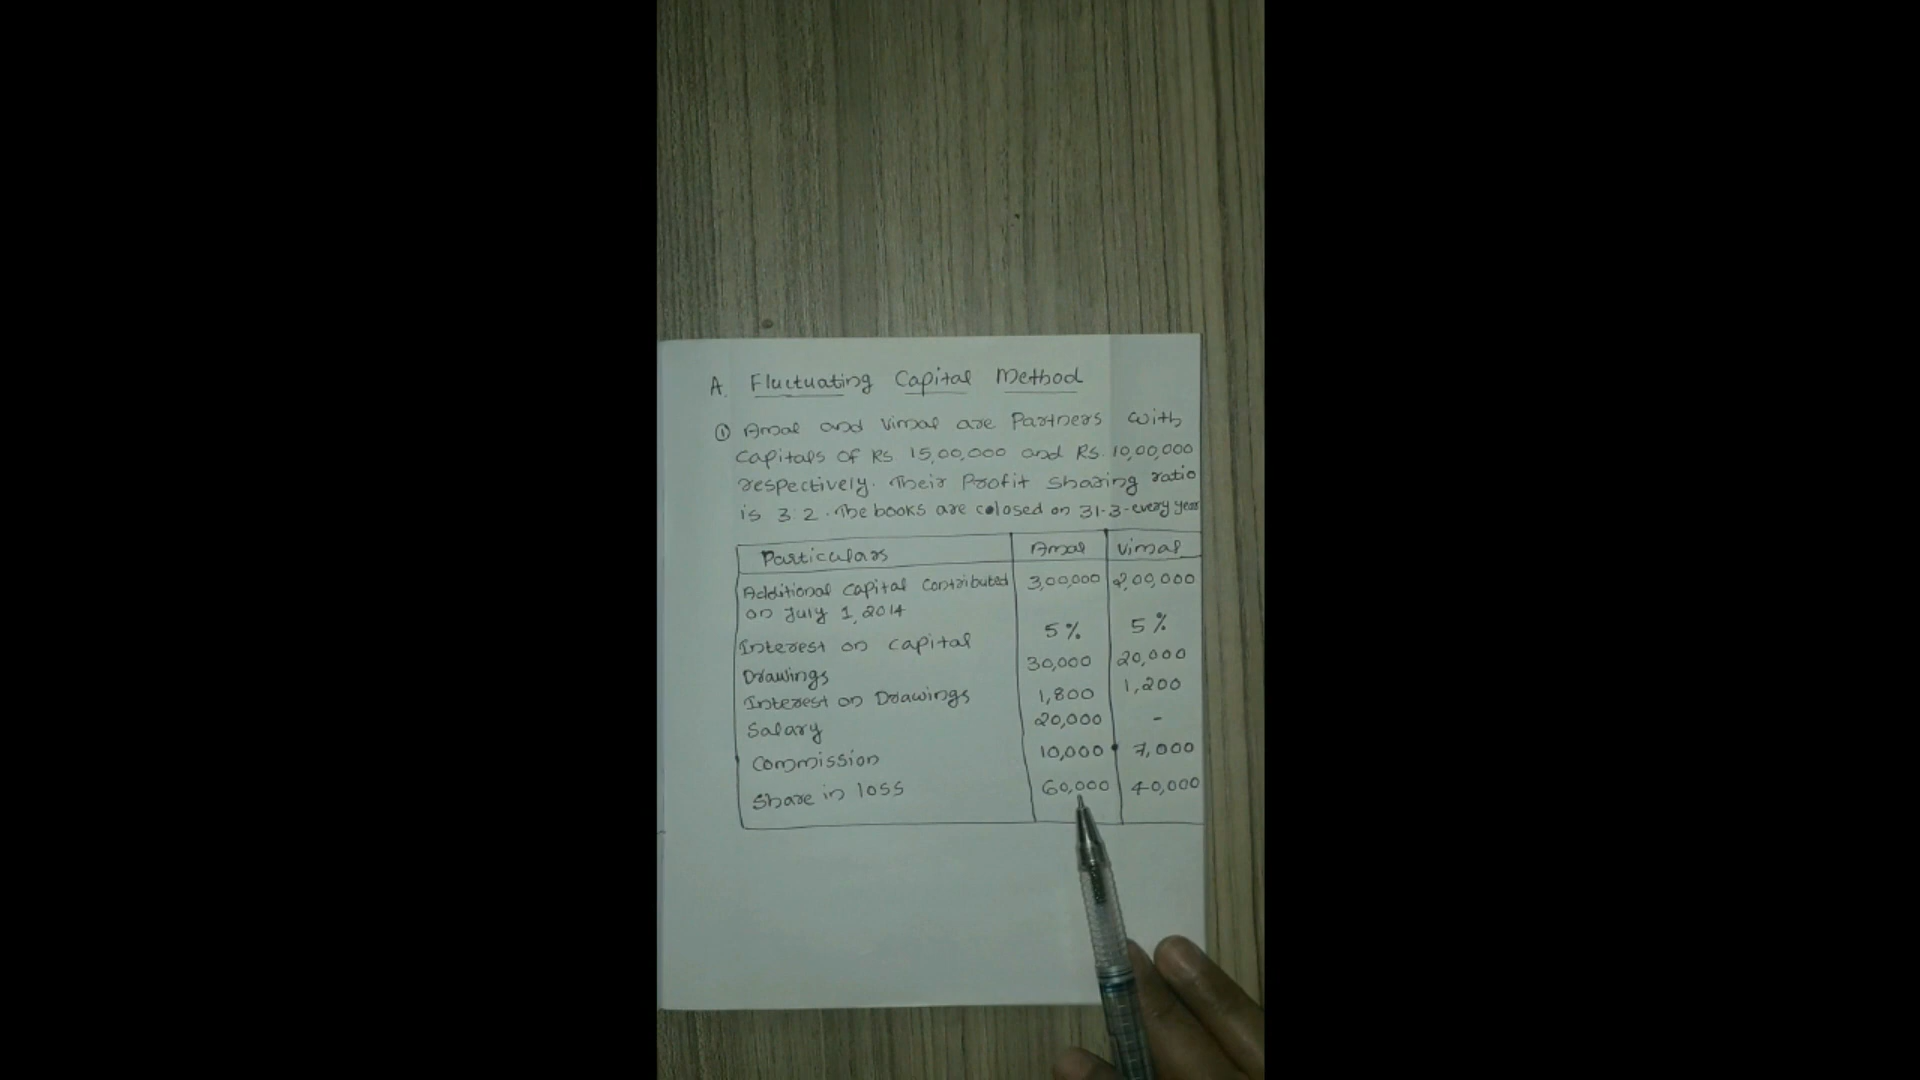 A. Fluctuating Capital Method
① Amal and Vimal are Partners with
Capitals of Rs 15,00,000 and Rs. 10,00,000
respectively. Their Profit sharing ratio
is 3:2. The books are colosed on 31-3-every year
Particulars Amal Vimal
Additional Capital Contributed 3,00,000 2,00,000
on July 1, 2014
Interest on capital 5% 5%
Drawings 30,000 20,000
Interest on Drawings 1,800 1,200
Salary 20,000 -
Commission 10,000 7,000
Share in loss 60,000 40,000